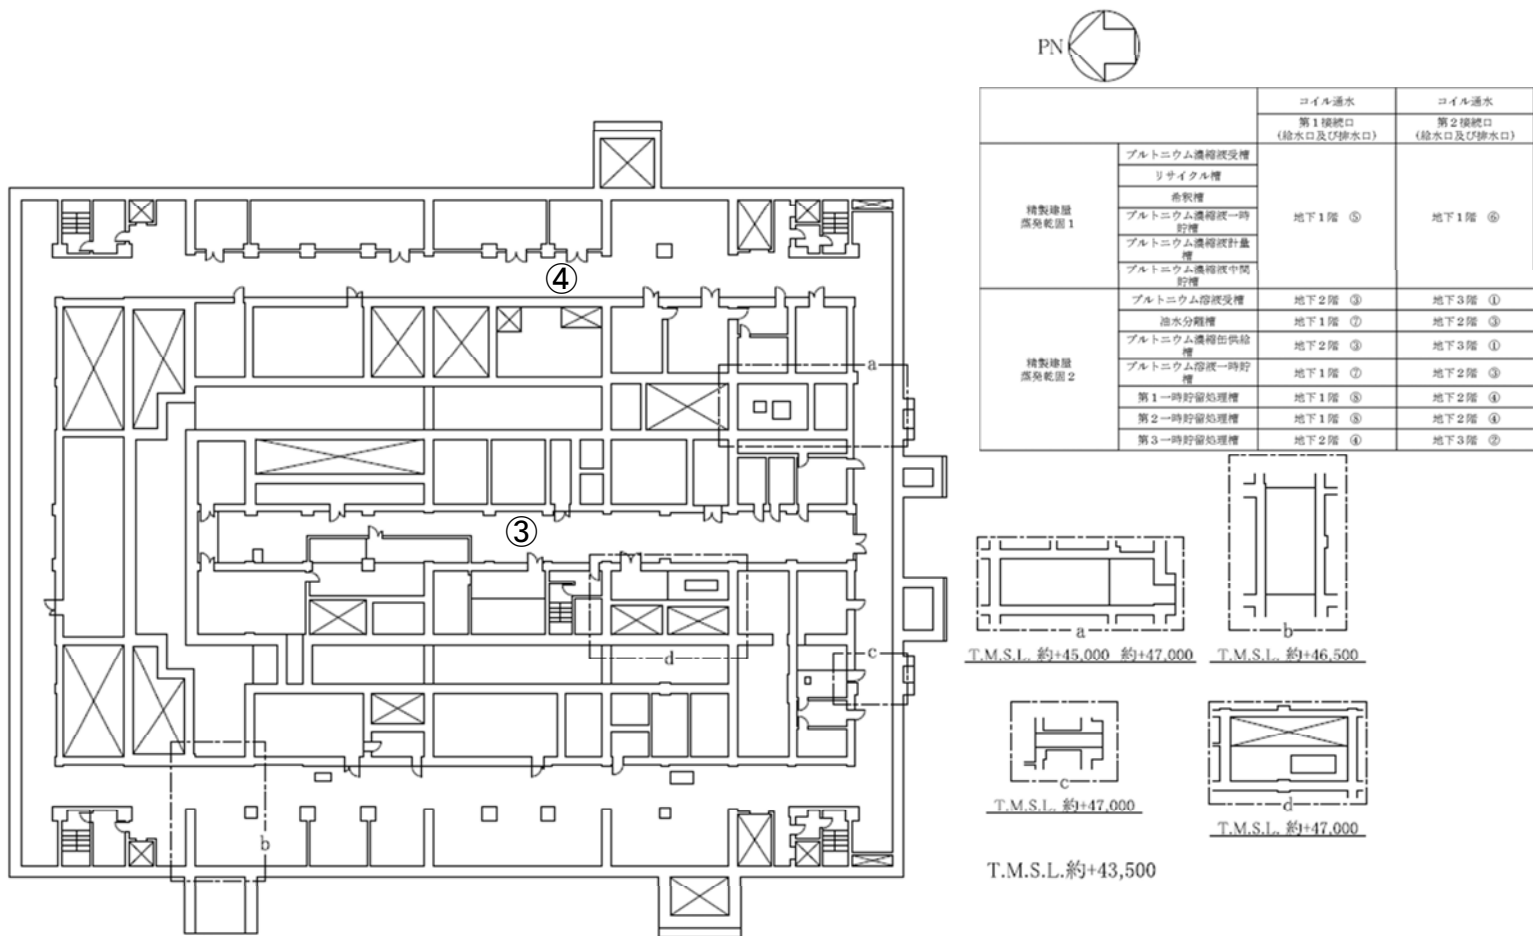 PN
コイル通水
コイル通水
第1接続口
(給水口及び排水口)
第2接続口
(給水口及び排水口)
精製建屋
蒸発乾固1
プルトニウム濃縮液受槽
リサイクル槽
希釈槽
プルトニウム濃縮液一時
貯槽
プルトニウム濃縮液計量
槽
プルトニウム濃縮液中間
貯槽
地下1階 ⑤
地下1階 ⑥
精製建屋
蒸発乾固2
プルトニウム溶液受槽
地下2階 ③
地下3階 ①
油水分離槽
地下1階 ⑦
地下2階 ③
プルトニウム濃縮缶供給
槽
地下2階 ③
地下3階 ①
プルトニウム溶液一時貯
槽
地下1階 ⑦
地下2階 ③
第1一時貯留処理槽
地下1階 ⑧
地下2階 ④
第2一時貯留処理槽
地下1階 ⑧
地下2階 ④
第3一時貯留処理槽
地下2階 ④
地下3階 ②
④
③
a
b
c
d
a
T.M.S.L. 約+45,000 約+47,000
b
T.M.S.L. 約+46,500
c
T.M.S.L. 約+47,000
d
T.M.S.L. 約+47,000
T.M.S.L.約+43,500